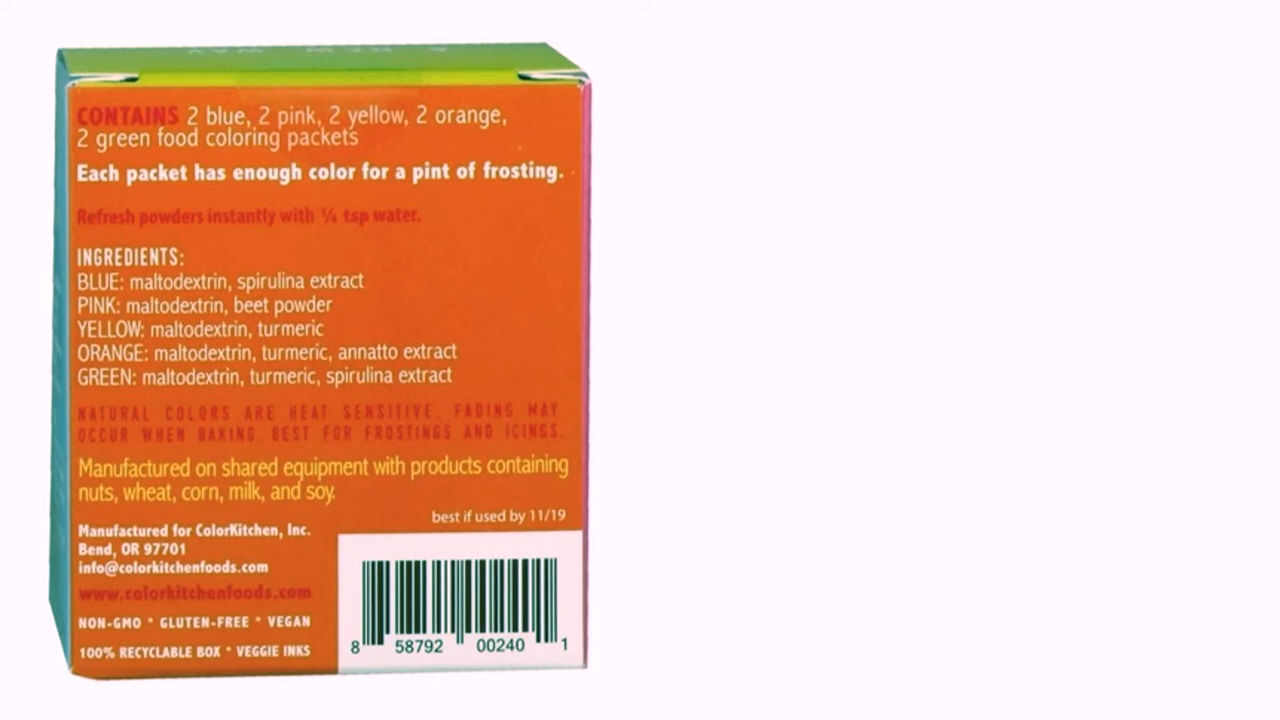 A NEW WAY
CONTAINS 2 blue, 2 pink, 2 yellow, 2 orange,
2 green food coloring packets
Each packet has enough color for a pint of frosting.
Refresh powders instantly with ¼ tsp water.
INGREDIENTS:
BLUE: maltodextrin, spirulina extract
PINK: maltodextrin, beet powder
YELLOW: maltodextrin, turmeric
ORANGE: maltodextrin, turmeric, annatto extract
GREEN: maltodextrin, turmeric, spirulina extract
NATURAL COLORS ARE HEAT SENSITIVE. FADING MAY
OCCUR WHEN BAKING. BEST FOR FROSTINGS AND ICINGS.
Manufactured on shared equipment with products containing
nuts, wheat, corn, milk, and soy.
best if used by 11/19
Manufactured for ColorKitchen, Inc.
Bend, OR 97701
info@colorkitchenfoods.com
www.colorkitchenfoods.com
NON-GMO * GLUTEN-FREE * VEGAN
100% RECYCLABLE BOX * VEGGIE INKS
8 58792 00240 1